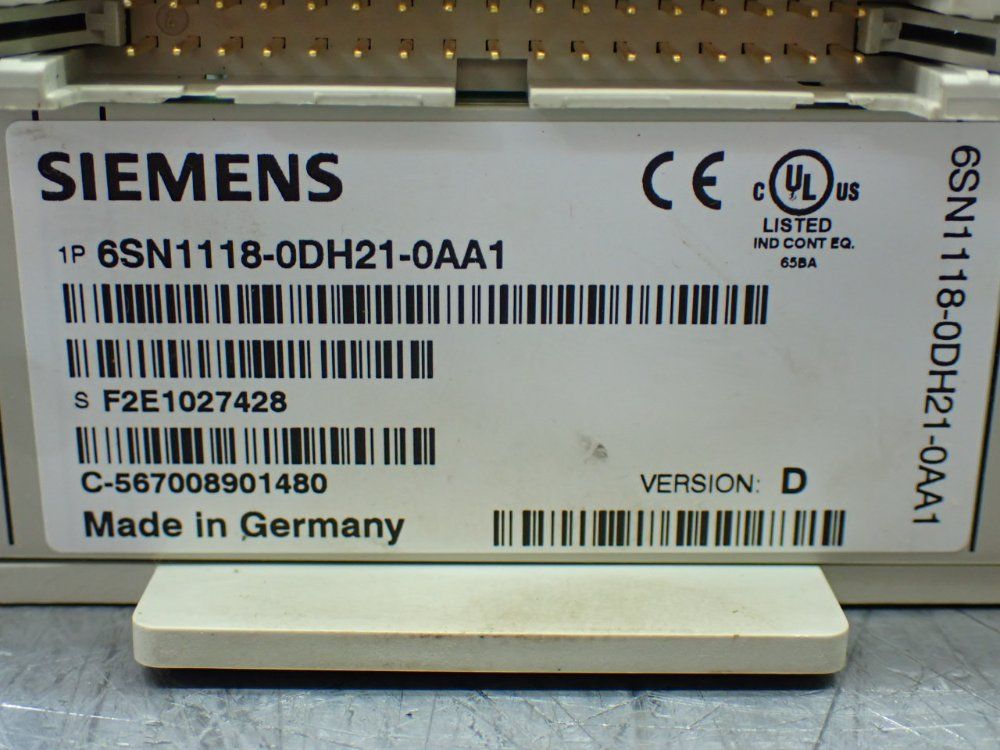 SIEMENS
CE
C UL US
LISTED
IND CONT EQ.
65BA
1P 6SN1118-0DH21-0AA1
S F2E1027428
C-567008901480
VERSION: D
Made in Germany
6SN1118-0DH21-0AA1